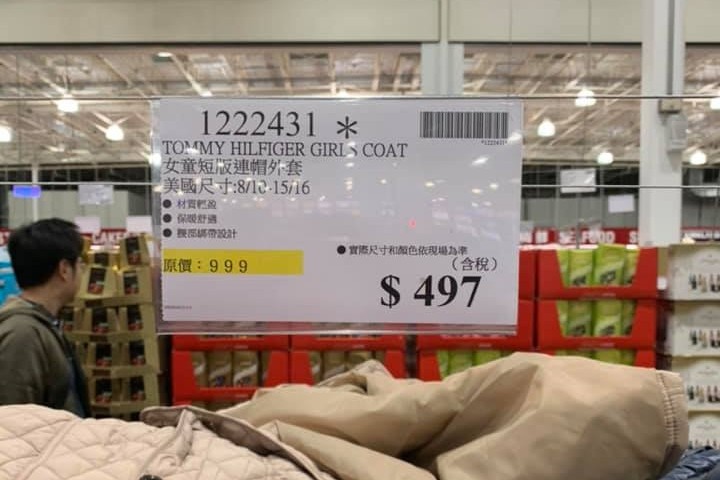 1222431 *
TOMMY HILFIGER GIRLS COAT
女童短版連帽外套
美國尺寸:8/10-15/16
● 材質輕盈
● 保暖舒適
● 腰部綁帶設計
● 實際尺寸和顏色依現場為準
原價：999
(含稅)
$ 497
*1222431*